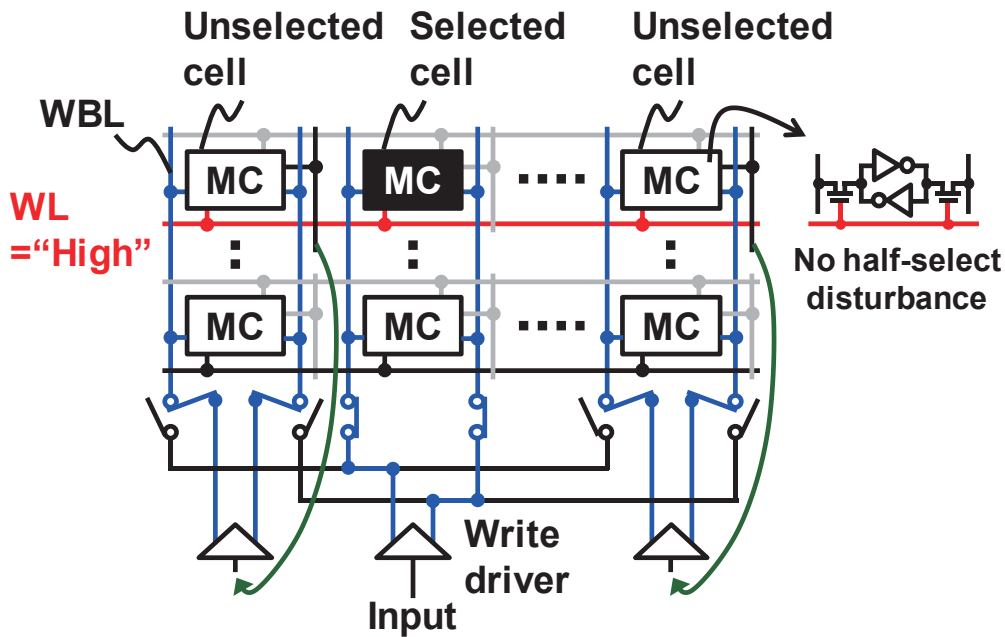 Unselected
cell
Selected
cell
Unselected
cell
WBL
MC
MC
MC
WL
="High"
No half-select
disturbance
MC
MC
MC
Write
driver
Input